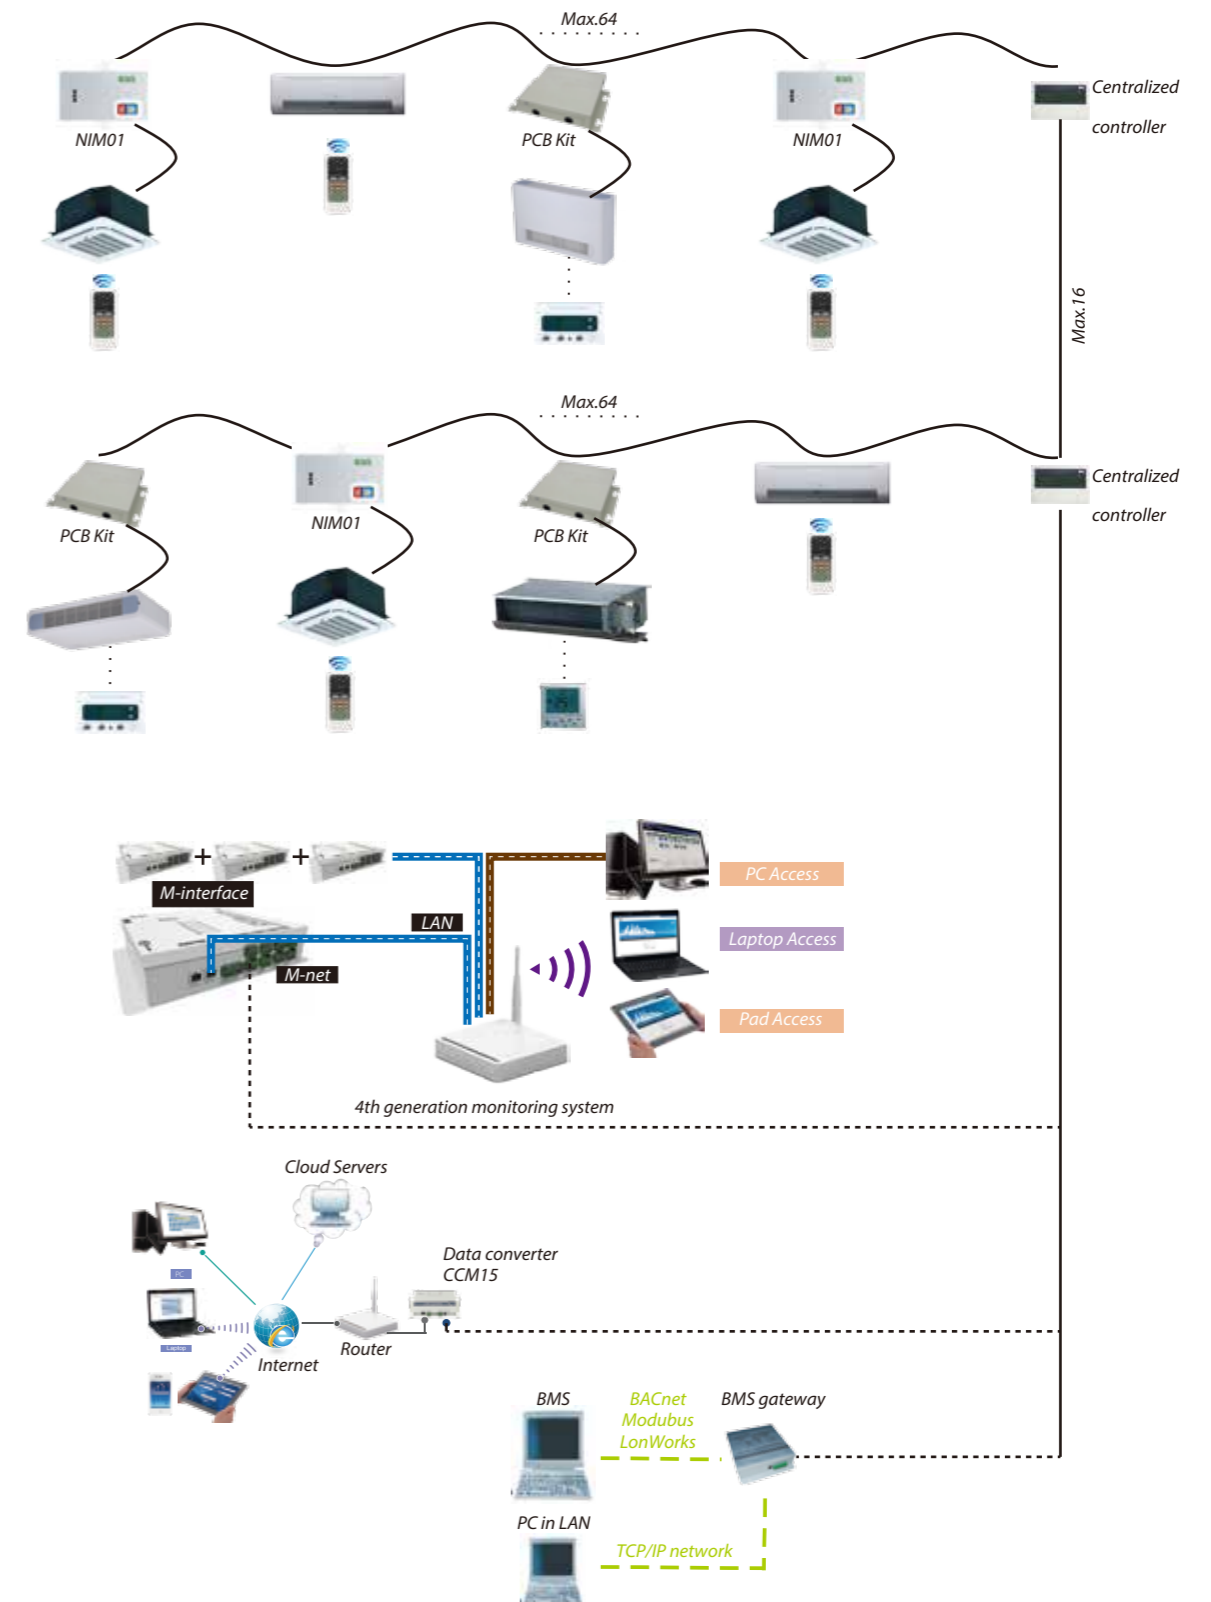 Max.64
Centralized
controller
NIM01
PCB Kit
NIM01
Max.16
Max.64
Centralized
controller
PCB Kit
NIM01
PCB Kit
M-interface
LAN
M-net
PC Access
Laptop Access
Pad Access
4th generation monitoring system
Cloud Servers
Data converter
CCM15
PC
Laptop
Internet
Router
BMS
BACnet
Modubus
LonWorks
BMS gateway
PC in LAN
TCP/IP network